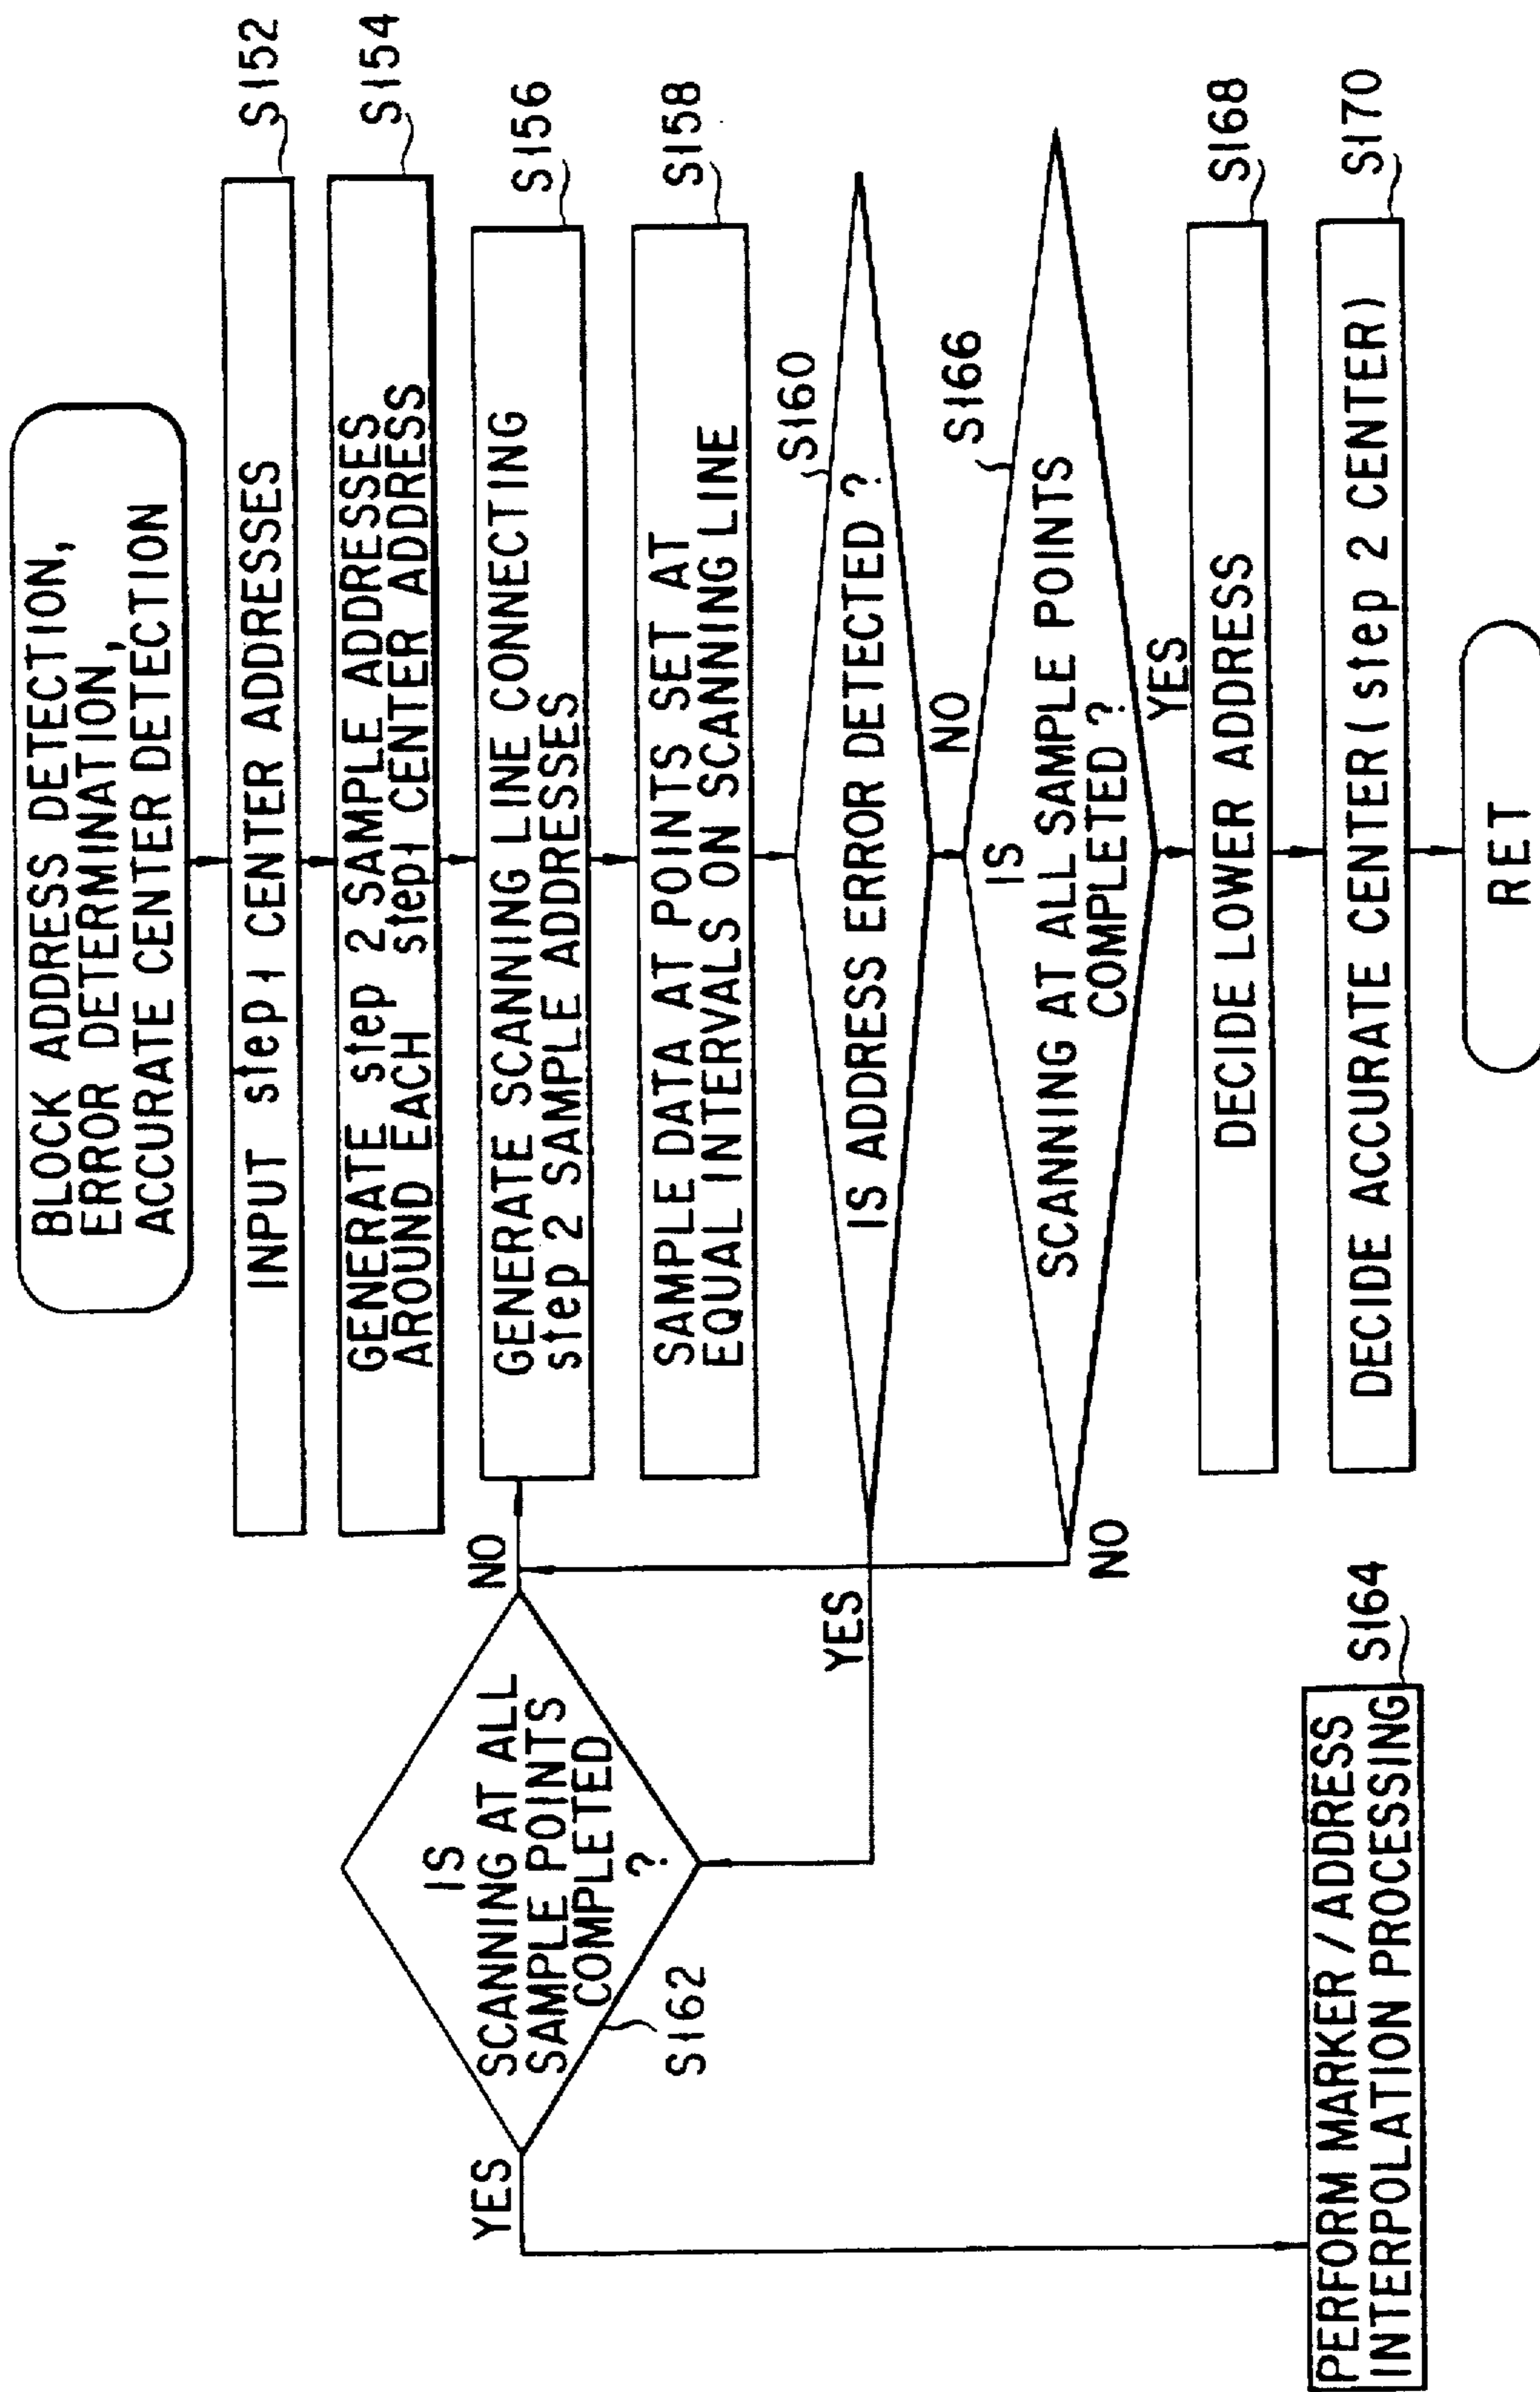 BLOCK ADDRESS DETECTION,
ERROR DETERMINATION,
ACCURATE CENTER DETECTION
INPUT step1 CENTER ADDRESSES
S152
GENERATE step 2 SAMPLE ADDRESSES
AROUND EACH step1 CENTER ADDRESS
S154
GENERATE SCANNING LINE CONNECTING
step 2 SAMPLE ADDRESSES
S156
SAMPLE DATA AT POINTS SET AT
EQUAL INTERVALS ON SCANNING LINE
S158
IS ADDRESS ERROR DETECTED ?
S160
YES
NO
IS
SCANNING AT ALL
SAMPLE POINTS
COMPLETED
?
S162
YES
NO
IS
SCANNING AT ALL SAMPLE POINTS
COMPLETED ?
S166
NO
YES
DECIDE LOWER ADDRESS
S168
PERFORM MARKER / ADDRESS
INTERPOLATION PROCESSING
S164
DECIDE ACCURATE CENTER (step 2 CENTER)
S170
RET